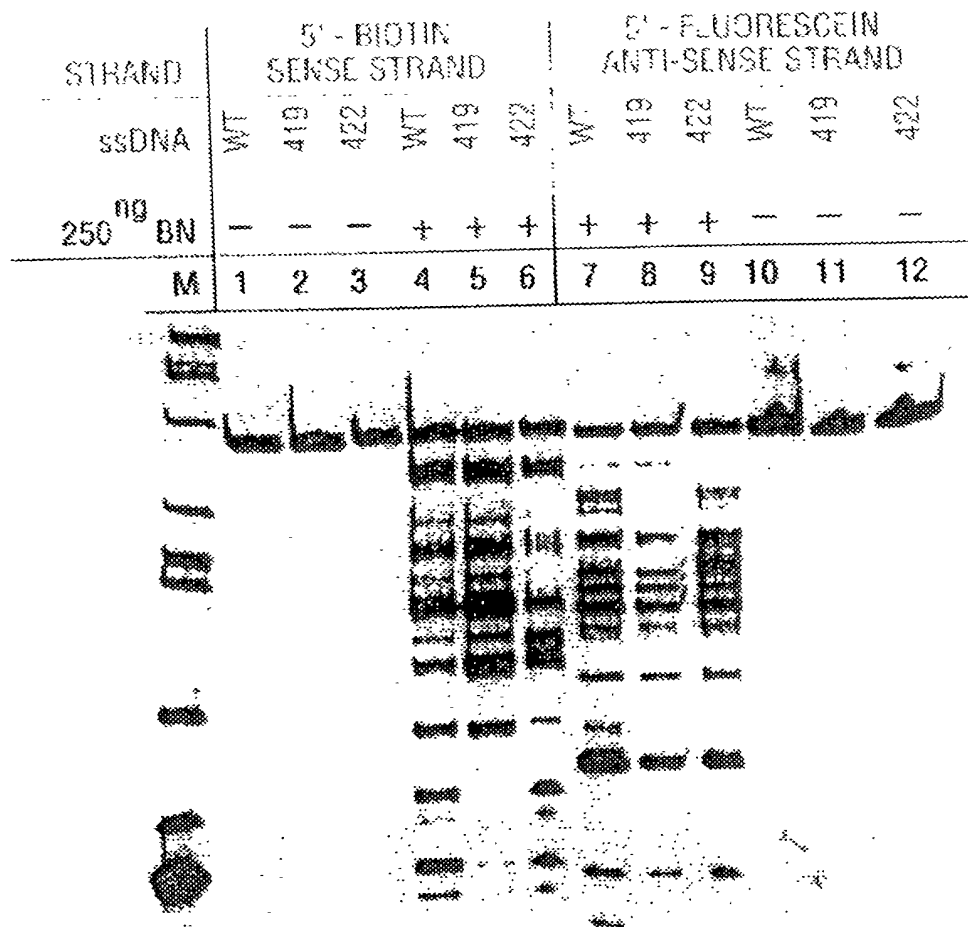 5' - BIOTIN 5' - FLUORESCEIN
STRAND SENSE STRAND ANTI-SENSE STRAND
ssDNA WT 419 422 WT 419 422 WT 419 422 WT 419 422
250 ng BN − − − + + + + + + − − −
M 1 2 3 4 5 6 7 8 9 10 11 12